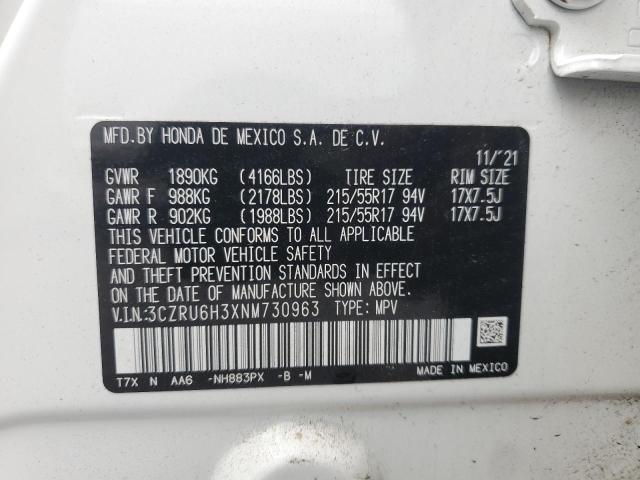 MFD.BY HONDA DE MEXICO S.A. DE C.V.
11/'21
GVWR 1890KG (4166LBS) TIRE SIZE RIM SIZE
GAWR F 988KG (2178LBS) 215/55R17 94V 17X7.5J
GAWR R 902KG (1988LBS) 215/55R17 94V 17X7.5J
THIS VEHICLE CONFORMS TO ALL APPLICABLE
FEDERAL MOTOR VEHICLE SAFETY
AND THEFT PREVENTION STANDARDS IN EFFECT
ON THE DATE OF MANUFACTURE SHOWN ABOVE.
V.I.N:3CZRU6H3XNM730963 TYPE: MPV
T7X N AA6 -NH883PX -B -M
MADE IN MEXICO